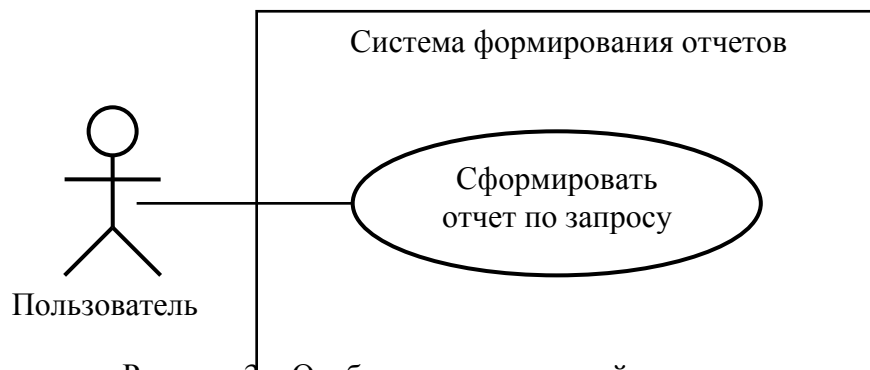 Система формирования отчетов
Сформировать
отчет по запросу
Пользователь